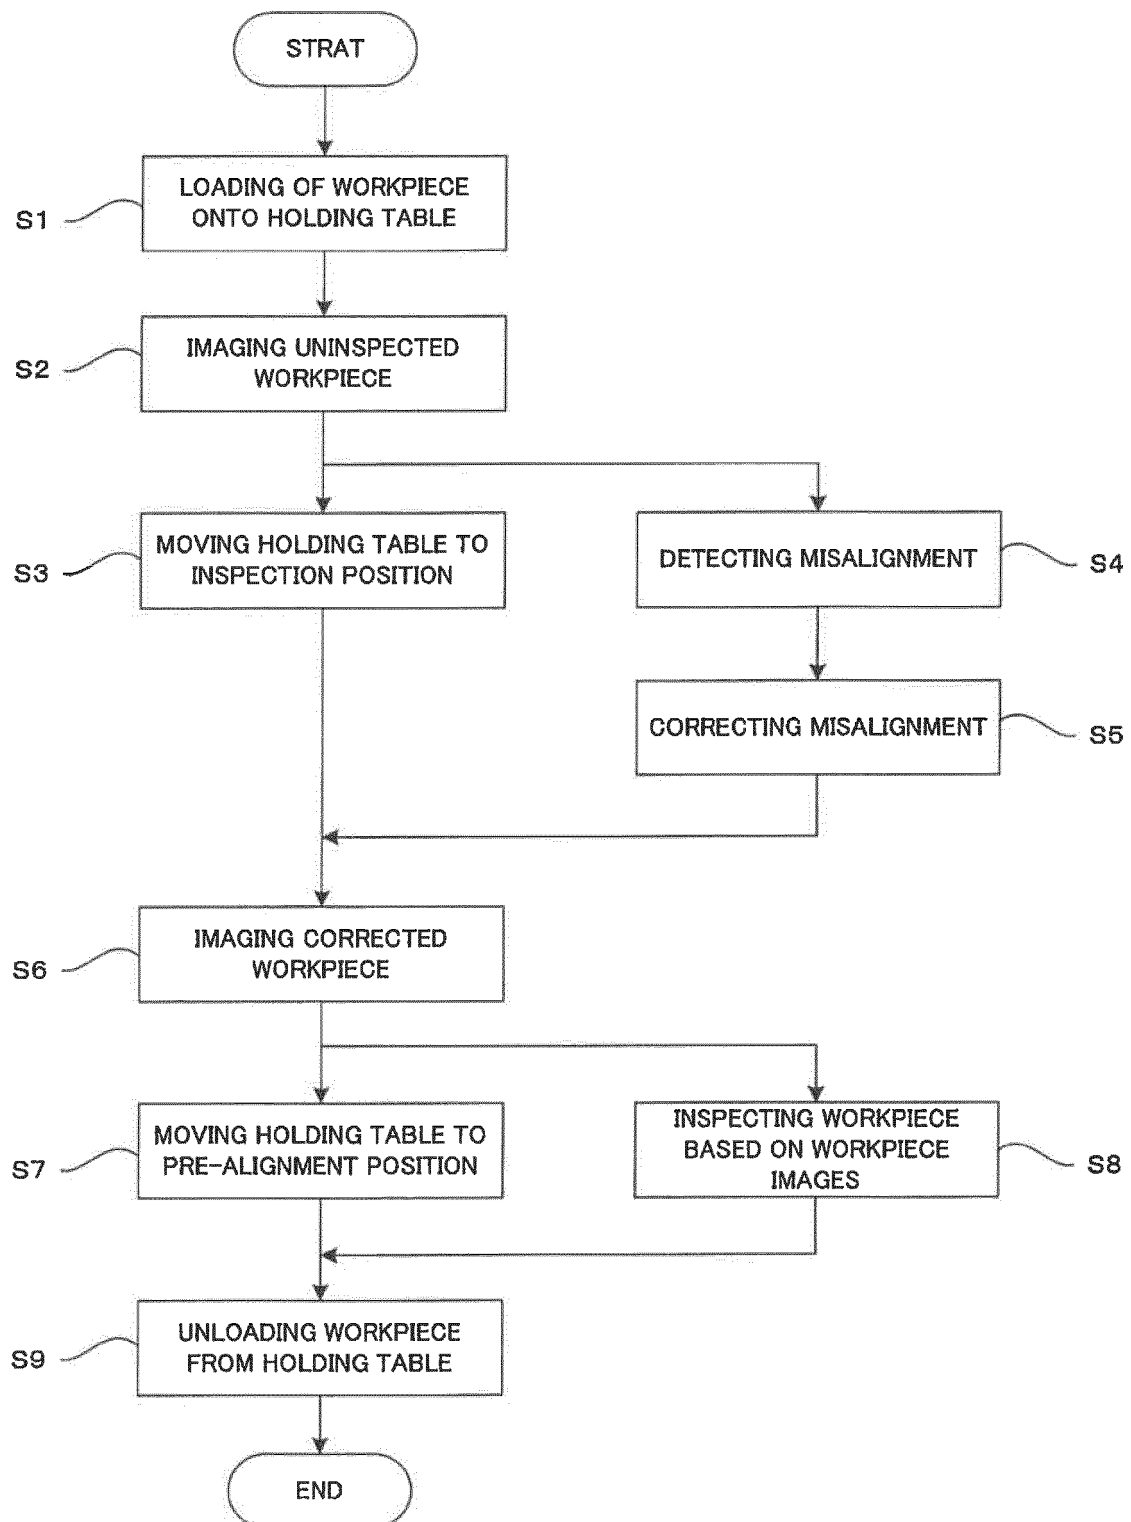 STRAT
LOADING OF WORKPIECE
ONTO HOLDING TABLE
S1
IMAGING UNINSPECTED
WORKPIECE
S2
MOVING HOLDING TABLE TO
INSPECTION POSITION
S3
DETECTING MISALIGNMENT
S4
CORRECTING MISALIGNMENT
S5
IMAGING CORRECTED
WORKPIECE
S6
MOVING HOLDING TABLE TO
PRE-ALIGNMENT POSITION
S7
INSPECTING WORKPIECE
BASED ON WORKPIECE
IMAGES
S8
UNLOADING WORKPIECE
FROM HOLDING TABLE
S9
END